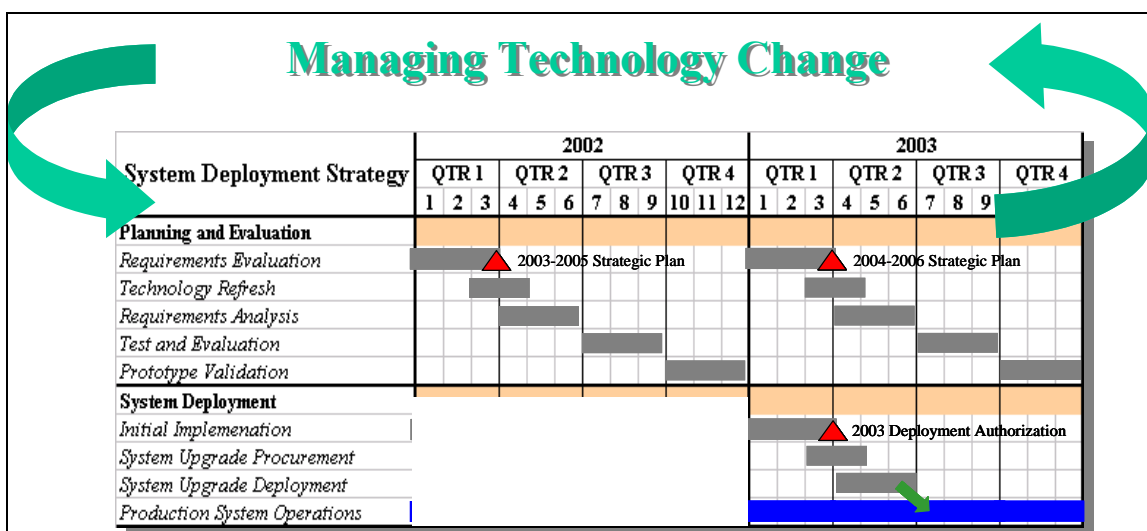 Managing Technology Change
2002 2003
System Deployment Strategy QTR 1 QTR 2 QTR 3 QTR 4 QTR 1 QTR 2 QTR 3 QTR 4
1 2 3 4 5 6 7 8 9 10 11 12 1 2 3 4 5 6 7 8 9
Planning and Evaluation
Requirements Evaluation 2003-2005 Strategic Plan 2004-2006 Strategic Plan
Technology Refresh
Requirements Analysis
Test and Evaluation
Prototype Validation
System Deployment
Initial Implemenation 2003 Deployment Authorization
System Upgrade Procurement
System Upgrade Deployment
Production System Operations